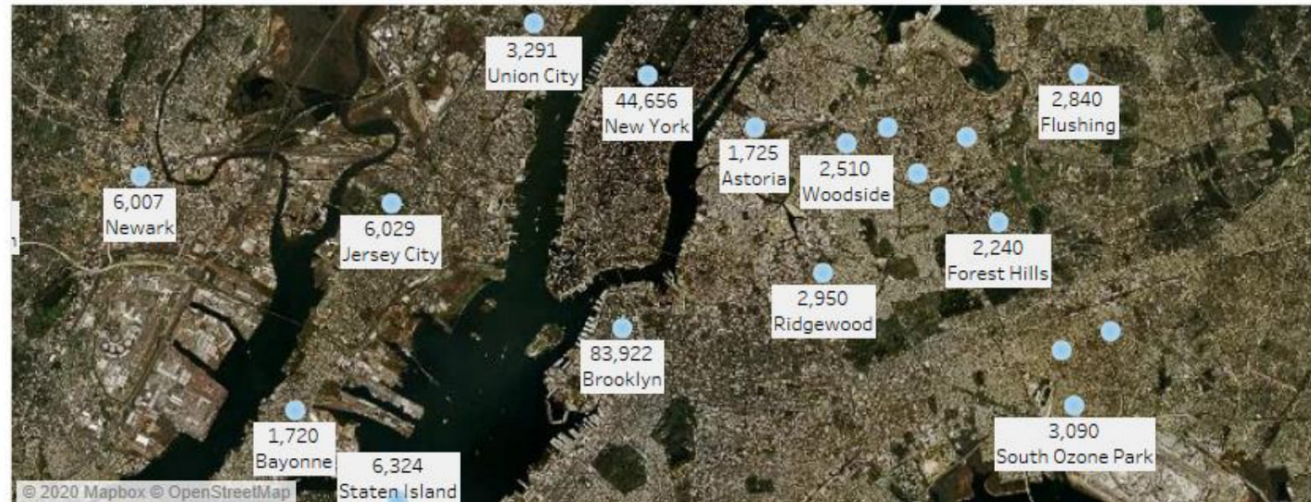 3,291
Union City
44,656
New York
2,840
Flushing
1,725
Astoria
2,510
Woodside
6,007
Newark
6,029
Jersey City
2,240
Forest Hills
2,950
Ridgewood
83,922
Brooklyn
1,720
Bayonne
3,090
South Ozone Park
6,324
Staten Island
© 2020 Mapbox © OpenStreetMap